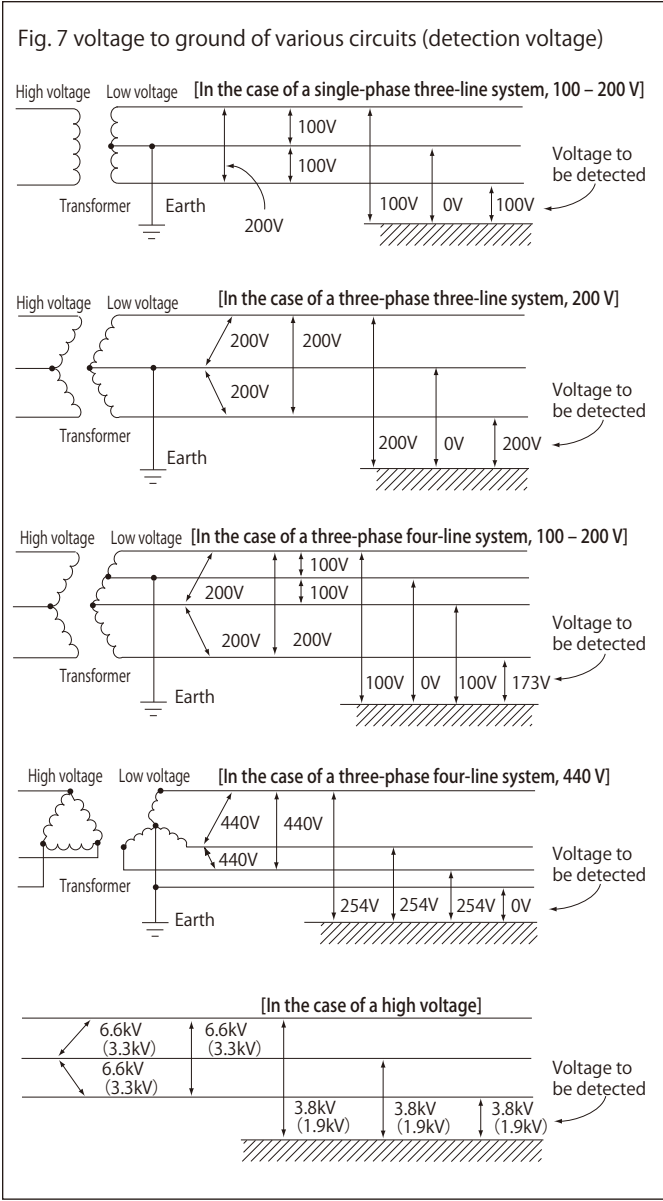 Fig. 7 voltage to ground of various circuits (detection voltage)
High voltage Low voltage [In the case of a single-phase three-line system, 100 – 200 V]
100V
100V
Voltage to
be detected
Transformer Earth
200V
100V 0V 100V
High voltage Low voltage [In the case of a three-phase three-line system, 200 V]
200V 200V
200V
Voltage to
be detected
Transformer
Earth
200V 0V 200V
High voltage Low voltage [In the case of a three-phase four-line system, 100 – 200 V]
100V
200V 100V
200V 200V
Voltage to
be detected
Transformer
Earth
100V 0V 100V 173V
High voltage Low voltage [In the case of a three-phase four-line system, 440 V]
440V 440V
440V
Voltage to
be detected
Transformer
Earth
254V 254V 254V 0V
[In the case of a high voltage]
6.6kV 6.6kV
(3.3kV) (3.3kV)
6.6kV
(3.3kV)
Voltage to
be detected
3.8kV 3.8kV 3.8kV
(1.9kV) (1.9kV) (1.9kV)